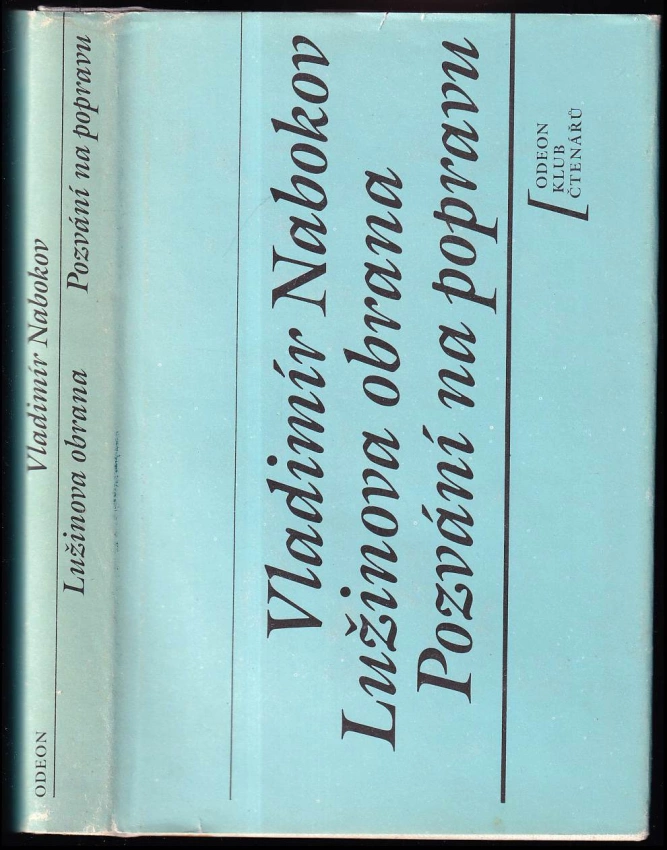 Vladimír Nabokov
Lužinova obrana Pozvání na popravu
ODEON
Vladimír Nabokov
Lužinova obrana
Pozvání na popravu
ODEON
KLUB
ČTENÁŘŮ